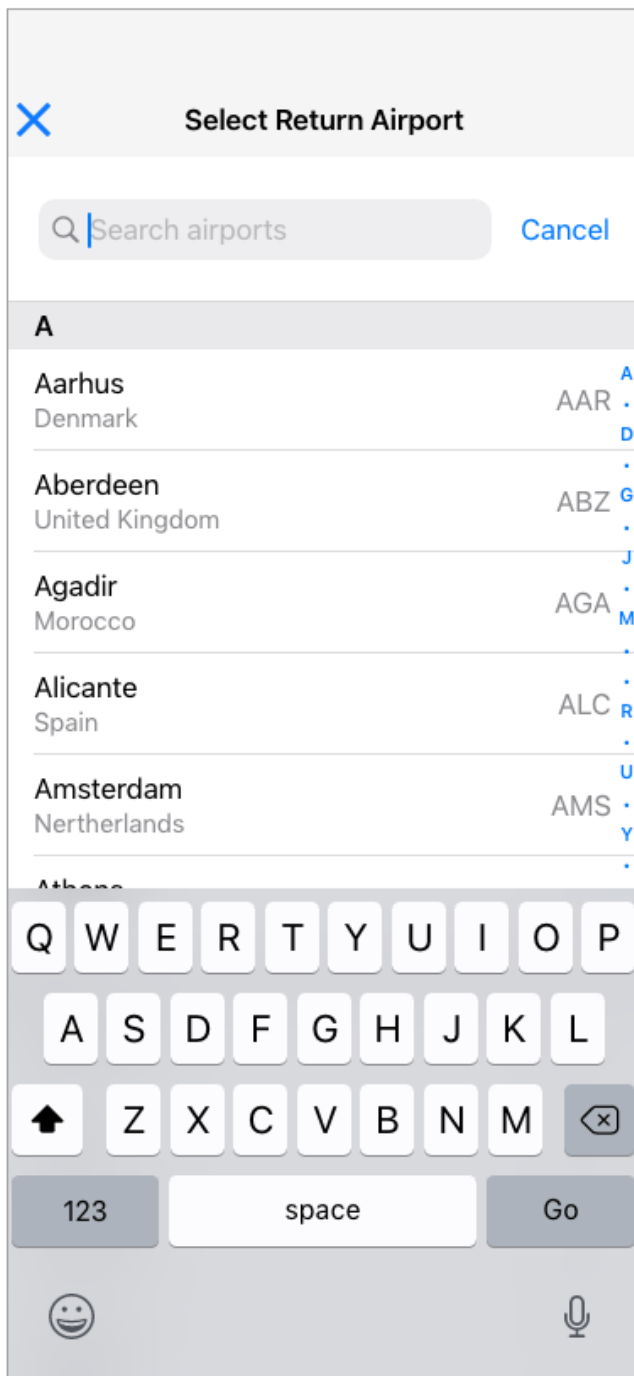 Select Return Airport
Search airports
Cancel
A
Aarhus
Denmark
AAR
Aberdeen
United Kingdom
ABZ
Agadir
Morocco
AGA
Alicante
Spain
ALC
Amsterdam
Nertherlands
AMS
Athens
A
D
G
J
M
R
U
Y
Q W E R T Y U I O P
A S D F G H J K L
Z X C V B N M
123 space Go